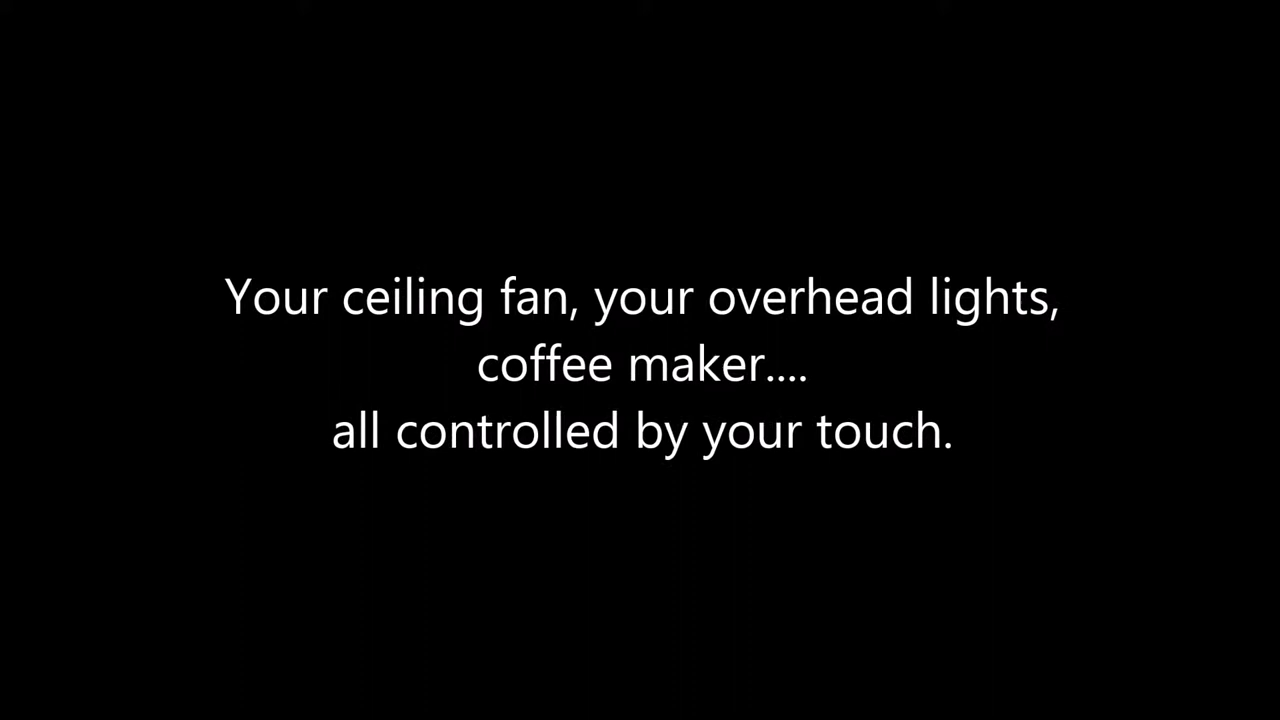 Your ceiling fan, your overhead lights,
coffee maker....
all controlled by your touch.